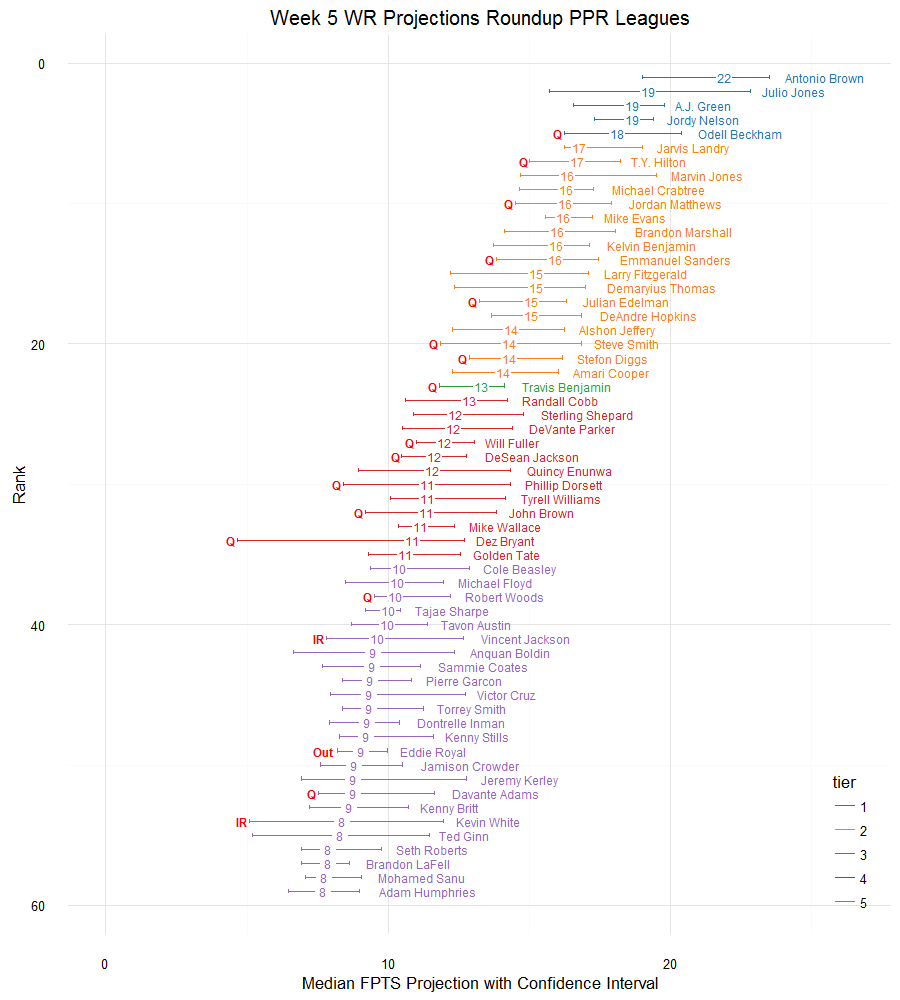 Week 5 WR Projections Roundup PPR Leagues
0
22 Antonio Brown
19 Julio Jones
19 A.J. Green
19 Jordy Nelson
Q 18 Odell Beckham
17 Jarvis Landry
Q 17 T.Y. Hilton
16 Marvin Jones
16 Michael Crabtree
Q 16 Jordan Matthews
16 Mike Evans
16 Brandon Marshall
16 Kelvin Benjamin
Q 16 Emmanuel Sanders
15 Larry Fitzgerald
15 Demaryius Thomas
Q 15 Julian Edelman
15 DeAndre Hopkins
14 Alshon Jeffery
20 Q 14 Steve Smith
Q 14 Stefon Diggs
14 Amari Cooper
Q 13 Travis Benjamin
13 Randall Cobb
12 Sterling Shepard
12 DeVante Parker
Q 12 Will Fuller
Q 12 DeSean Jackson
12 Quincy Enunwa
Q 11 Phillip Dorsett
11 Tyrell Williams
Q 11 John Brown
11 Mike Wallace
Q 11 Dez Bryant
11 Golden Tate
10 Cole Beasley
10 Michael Floyd
Q 10 Robert Woods
10 Tajae Sharpe
40 10 Tavon Austin
IR 10 Vincent Jackson
9 Anquan Boldin
9 Sammie Coates
9 Pierre Garcon
9 Victor Cruz
9 Torrey Smith
9 Dontrelle Inman
9 Kenny Stills
Out 9 Eddie Royal
9 Jamison Crowder
9 Jeremy Kerley
Q 9 Davante Adams
9 Kenny Britt
IR 8 Kevin White
8 Ted Ginn
8 Seth Roberts
8 Brandon LaFell
8 Mohamed Sanu
8 Adam Humphries
60
Rank
tier
1
2
3
4
5
0 10 20
Median FPTS Projection with Confidence Interval